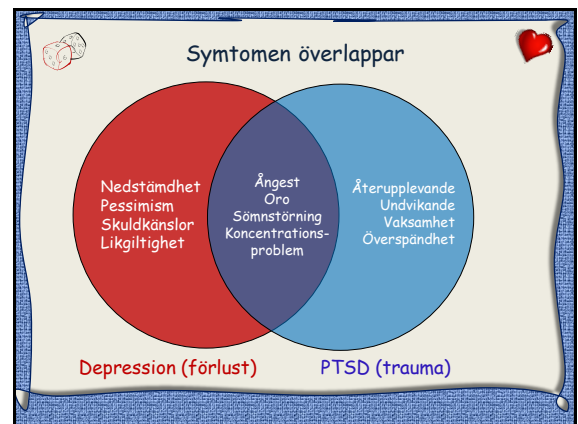 Symtomen överlappar
Nedstämdhet
Pessimism
Skuldkänslor
Likgiltighet
Ångest
Oro
Sömnstörning
Koncentrations-
problem
Återupplevande
Undvikande
Vaksamhet
Överspändhet
Depression (förlust)
PTSD (trauma)